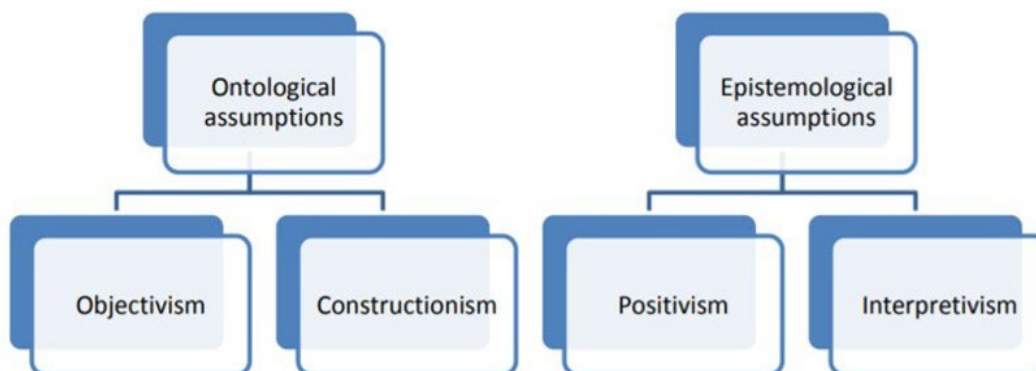 Ontological
assumptions
Epistemological
assumptions
Objectivism
Constructionism
Positivism
Interpretivism